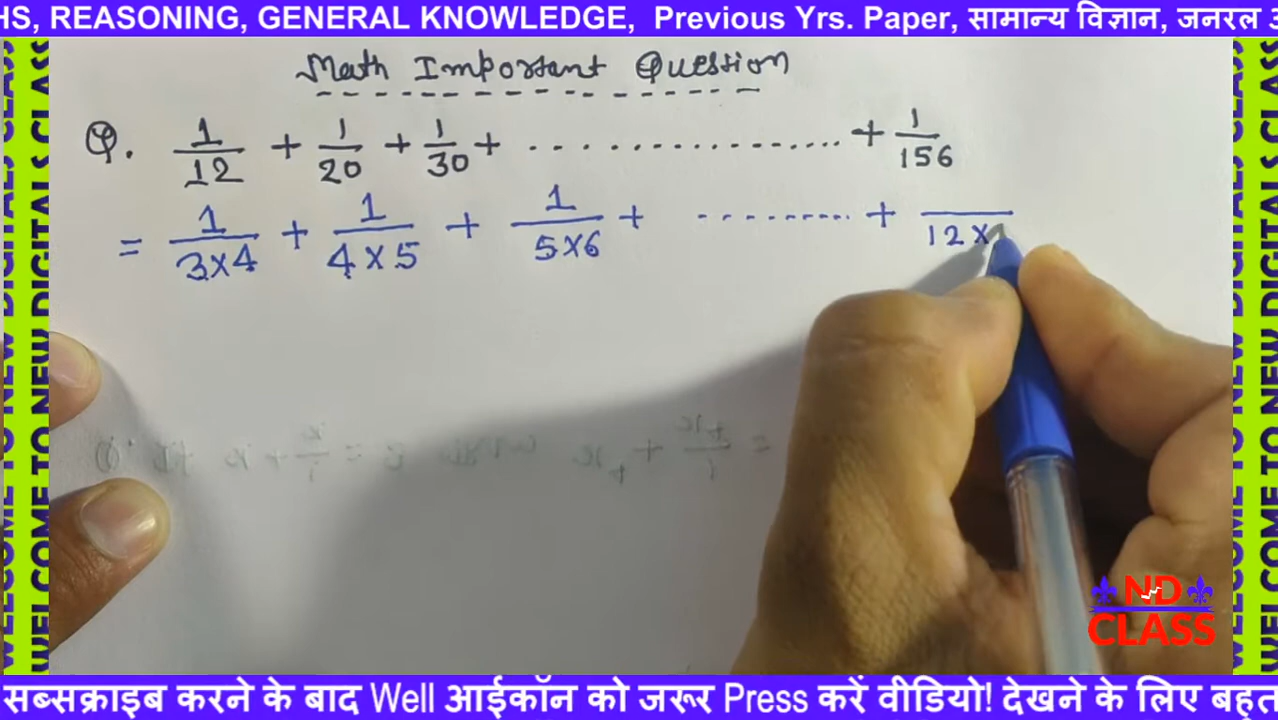 HS, REASONING, GENERAL KNOWLEDGE, Previous Yrs. Paper, सामान्य विज्ञान, जनरल
Math Important Question
Q. 1/12 + 1/20 + 1/30 + ................. + 1/156
= 1/3×4 + 1/4×5 + 1/5×6 + --------- + /12×
WELCOME TO NEW DIGITALS CLASS
WELCOME TO NEW DIGITALS CLASS
ND
CLASS
सब्सक्राइब करने के बाद Well आईकॉन को जरूर Press करें वीडियो! देखने के लिए बहुत